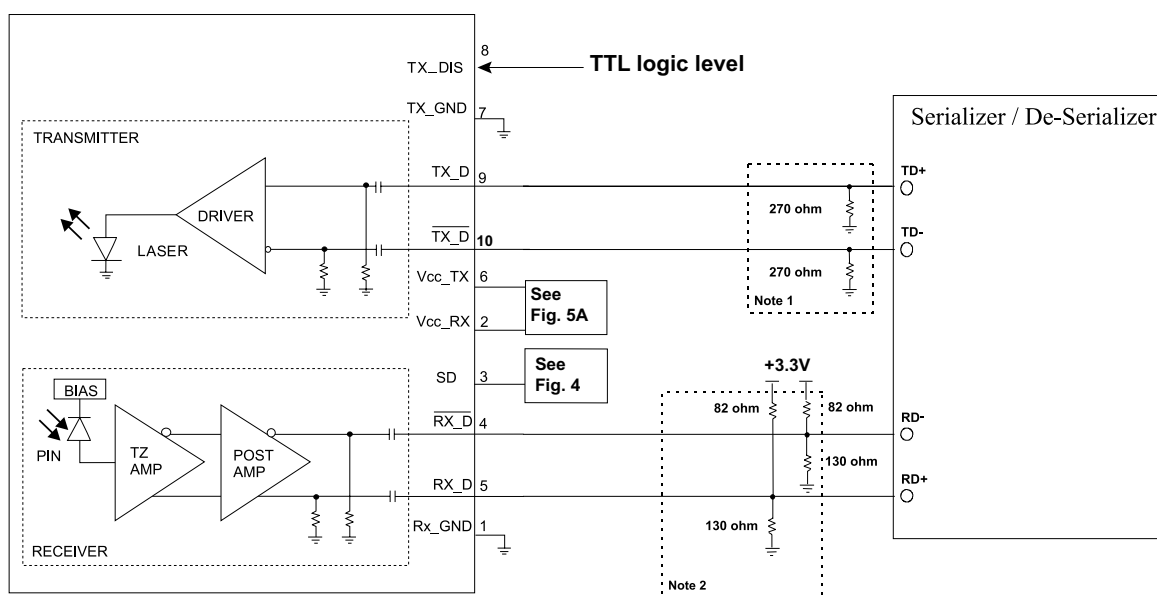 8
TX_DIS
TTL logic level
TX_GND
7
Serializer / De-Serializer
TRANSMITTER
TX_D
9
TD+
270 ohm
DRIVER
LASER
TX_D
10
TD-
270 ohm
Note 1
Vcc_TX
6
See
Fig. 5A
Vcc_RX
2
+3.3V
SD
3
See
Fig. 4
BIAS
82 ohm
82 ohm
RX_D
4
RD-
PIN
TZ
AMP
POST
AMP
130 ohm
RX_D
5
RD+
130 ohm
Rx_GND
1
RECEIVER
Note 2